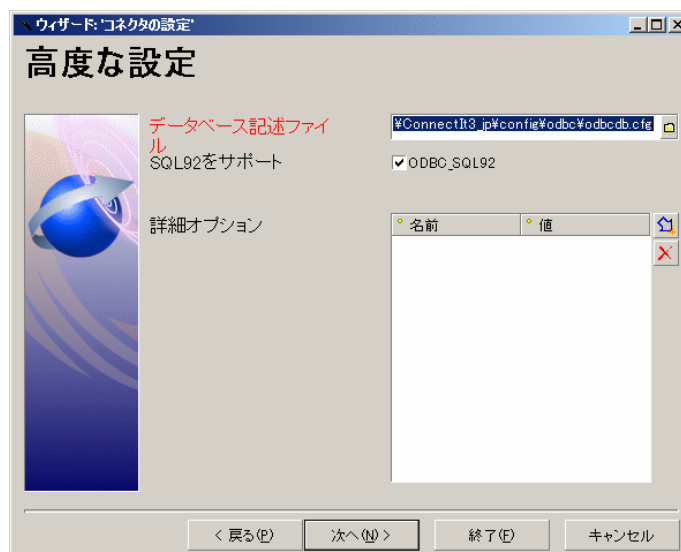 ウィザード: 'コネクタの設定'
高度な設定
データベース記述ファイ
ル
¥ConnectIt3_jp¥config¥odbc¥odbcdb.cfg
SQL92をサポート
ODBC_SQL92
詳細オプション
名前 値
< 戻る(P) 次へ(N) > 終了(F) キャンセル